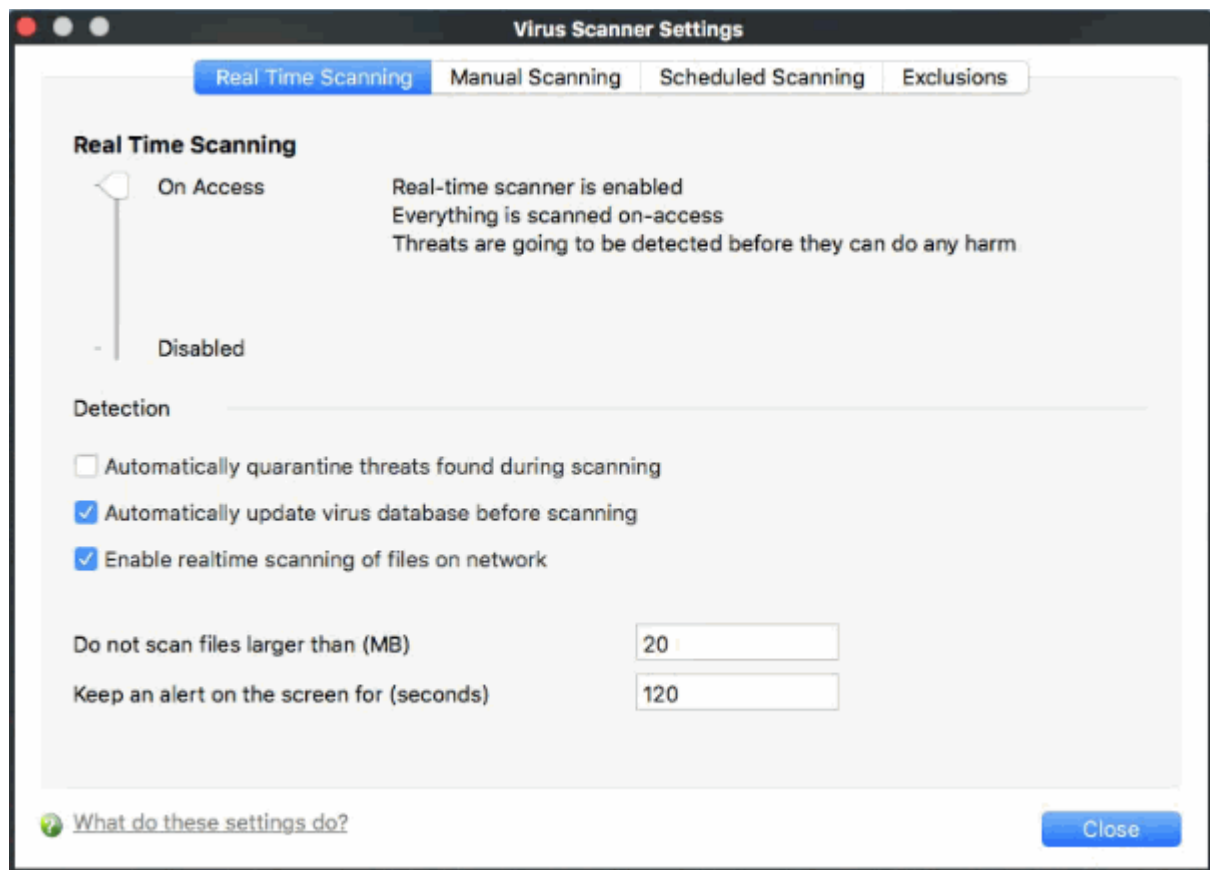 Virus Scanner Settings
Real Time Scanning Manual Scanning Scheduled Scanning Exclusions
Real Time Scanning
On Access
Real-time scanner is enabled
Everything is scanned on-access
Threats are going to be detected before they can do any harm
Disabled
Detection
Automatically quarantine threats found during scanning
Automatically update virus database before scanning
Enable realtime scanning of files on network
Do not scan files larger than (MB) 20
Keep an alert on the screen for (seconds) 120
What do these settings do?
Close